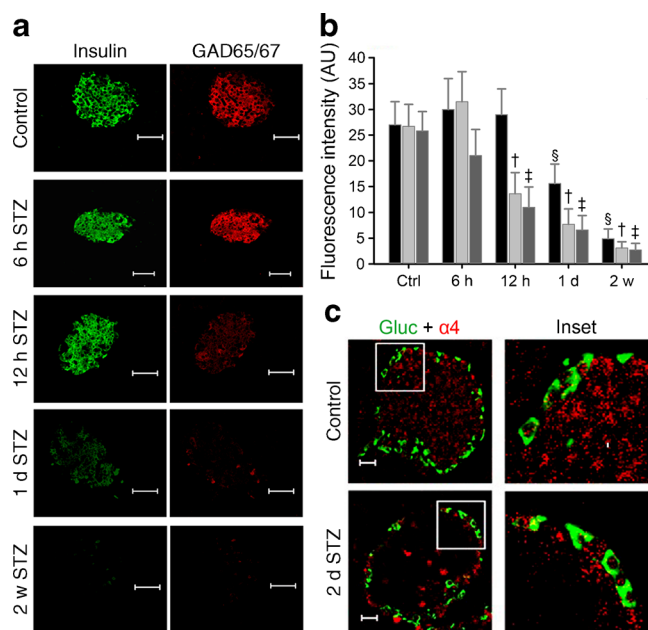 a
Insulin
GAD65/67
Control
6 h STZ
12 h STZ
1 d STZ
2 w STZ
b
Fluorescence intensity (AU)
40
35
30
25
20
15
10
5
0
† ‡
§ † ‡
§ † ‡
Ctrl 6 h 12 h 1 d 2 w
c
Gluc + α4
Inset
Control
2 d STZ